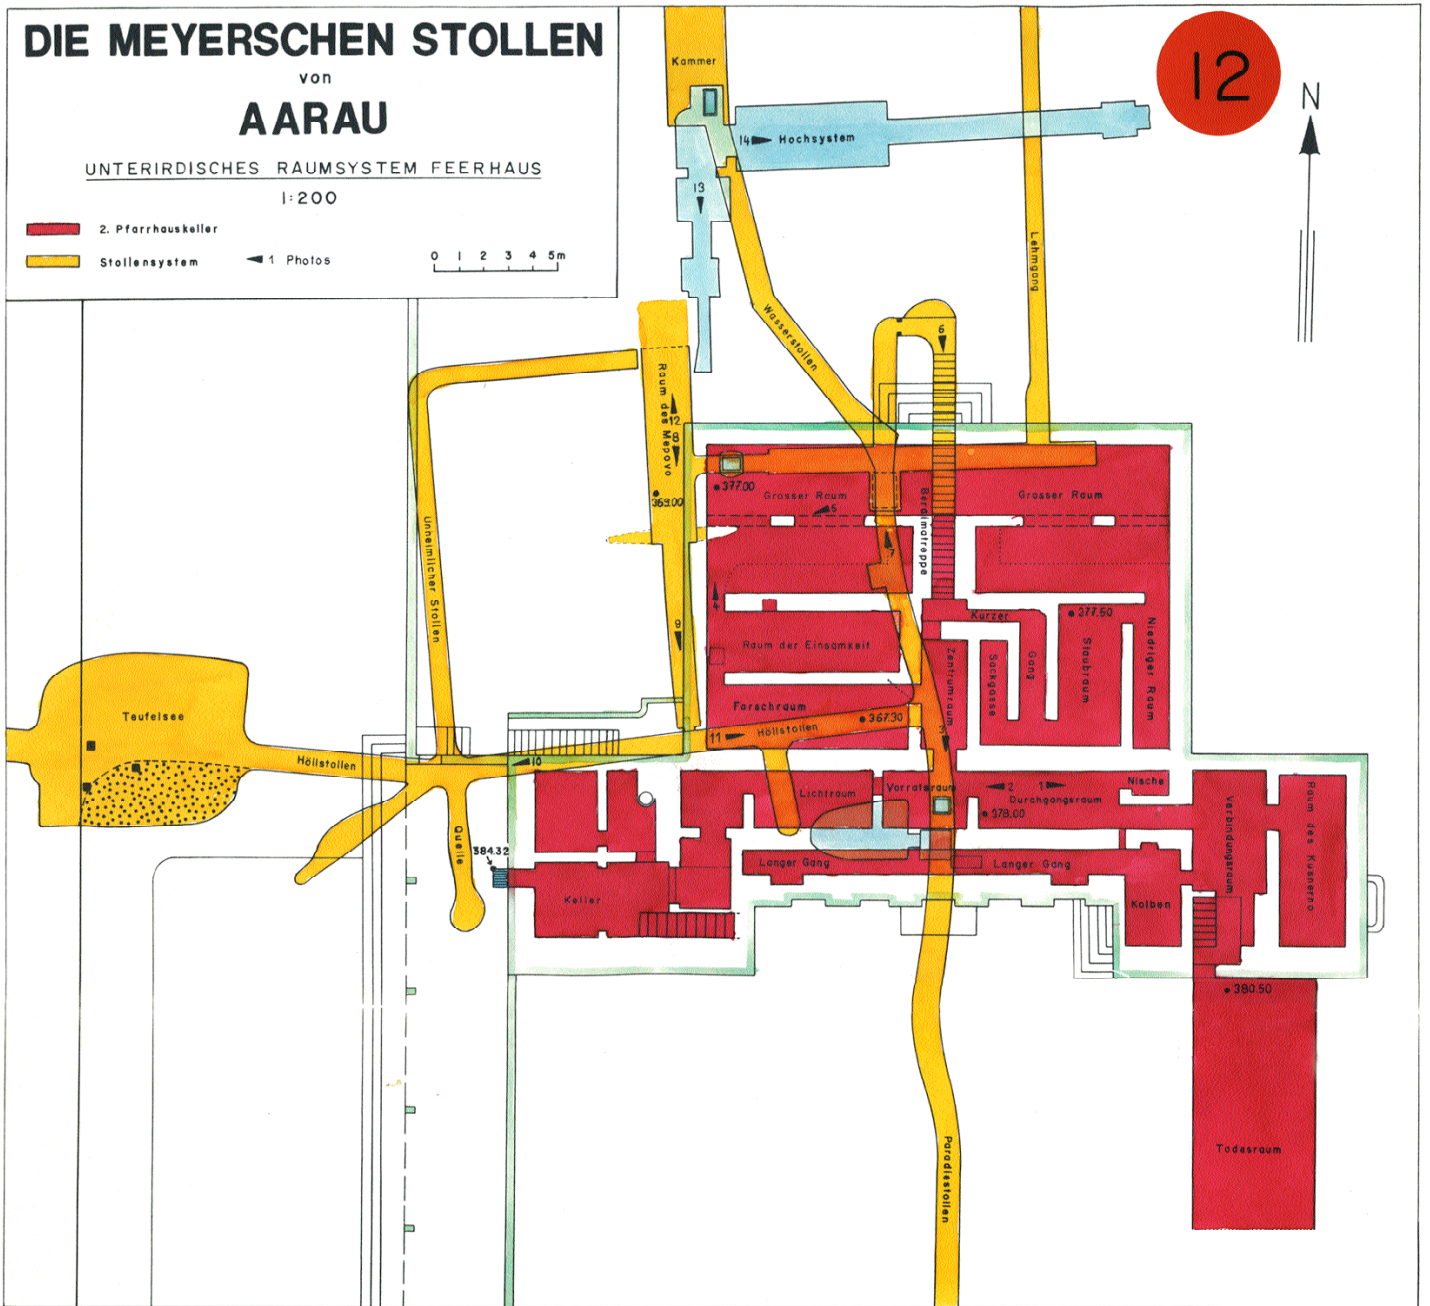 DIE MEYERSCHEN STOLLEN
von
AARAU
UNTERIRDISCHES RAUMSYSTEM FEERHAUS
1:200
2. Pfarrhauskeller
Stollensystem
1 Photos
0 1 2 3 4 5m
12
N
Kammer
14
Hochsystem
13
Lehmgang
Wasserstollen
6
Raum des Mepovo
12
8
369.00
377.00
Grosser Raum
5
Grosser Raum
Bergimatreppe
7
Unheimlicher Stollen
4
9
Kurzer
Gang
377.50
Raum der Einsamkeit
Zentrumraum
Sackgasse
Staubraum
Niedriger Raum
Forschraum
367.30
Teufelsee
11
Höllstollen
3
Höllstollen
10
Lichtraum
Vorratsraum
2
1
Durchgangsraum
Nische
378.00
Verbindungsraum
Raum des Kusnerno
Quelle
384.32
Langer Gang
Langer Gang
Keller
Kolben
380.50
Paradiesstollen
Todesraum